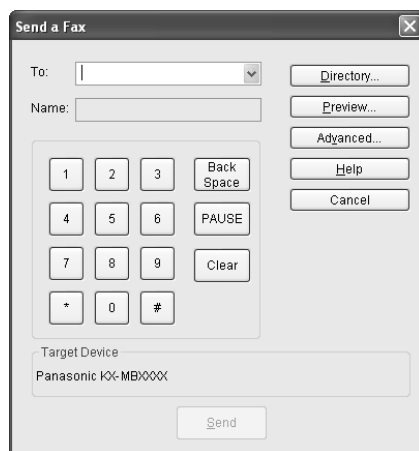 Send a Fax
To:
Directory...
Name:
Preview...
Advanced...
1 2 3 Back Space
Help
Cancel
4 5 6 PAUSE
7 8 9 Clear
* 0 #
Target Device
Panasonic KX-MBXXXX
Send